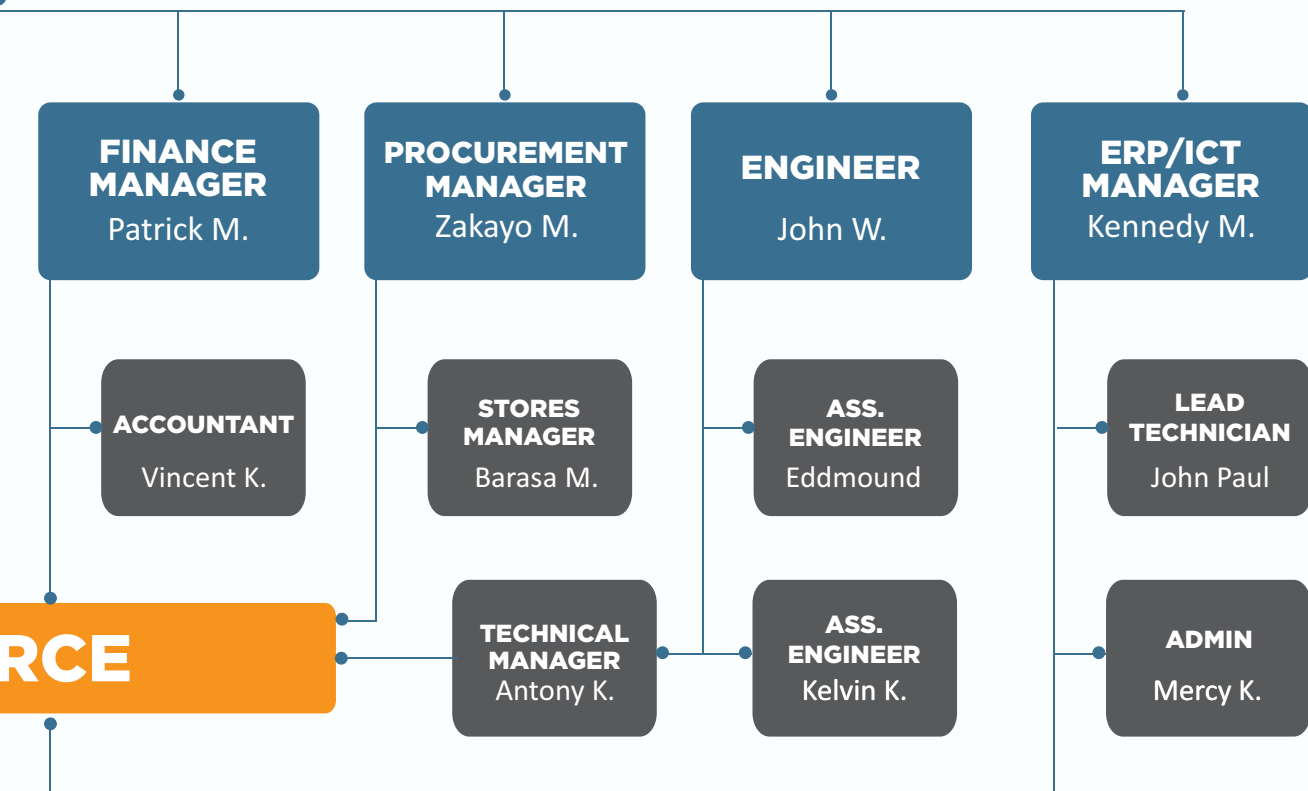 FINANCE
MANAGER
Patrick M.
PROCUREMENT
MANAGER
Zakayo M.
ENGINEER
John W.
ERP/ICT
MANAGER
Kennedy M.
ACCOUNTANT
Vincent K.
STORES
MANAGER
Barasa M.
ASS.
ENGINEER
Eddmound
LEAD
TECHNICIAN
John Paul
RCE
TECHNICAL
MANAGER
Antony K.
ASS.
ENGINEER
Kelvin K.
ADMIN
Mercy K.